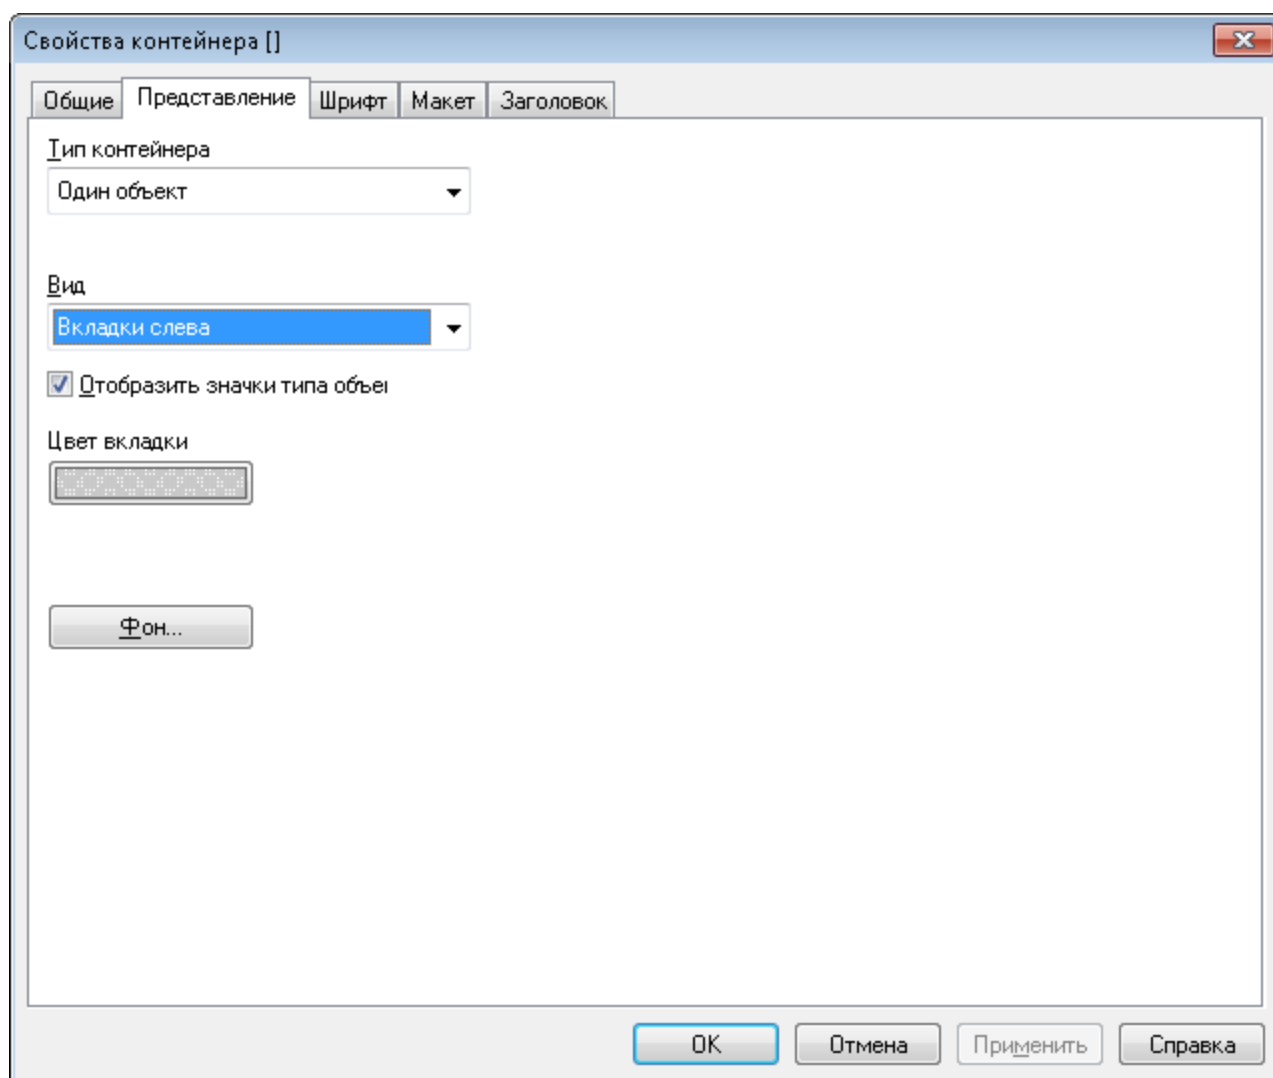 Свойства контейнера []
Общие Представление Шрифт Макет Заголовок
Тип контейнера
Один объект
Вид
Вкладки слева
Отобразить значки типа
Цвет вкладки
Фон...
OK Отмена Применить Справка